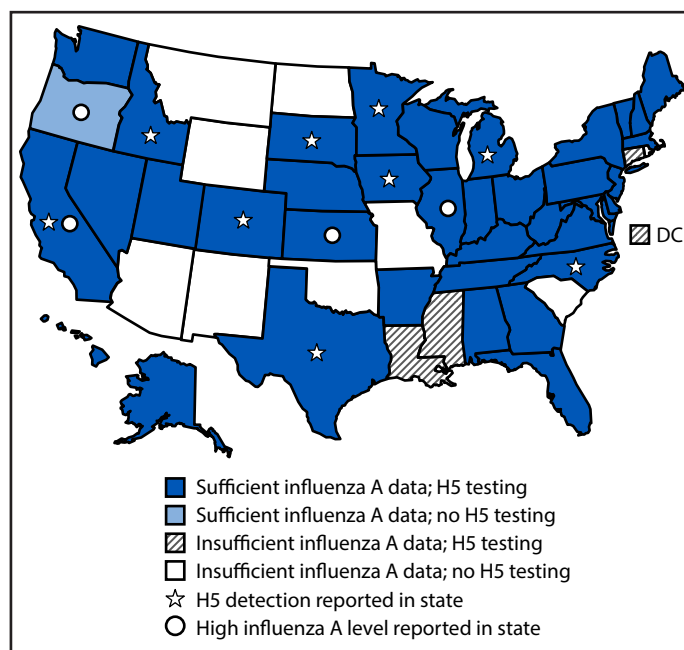 DC
Sufficient influenza A data; H5 testing
Sufficient influenza A data; no H5 testing
Insufficient influenza A data; H5 testing
Insufficient influenza A data; no H5 testing
H5 detection reported in state
High influenza A level reported in state